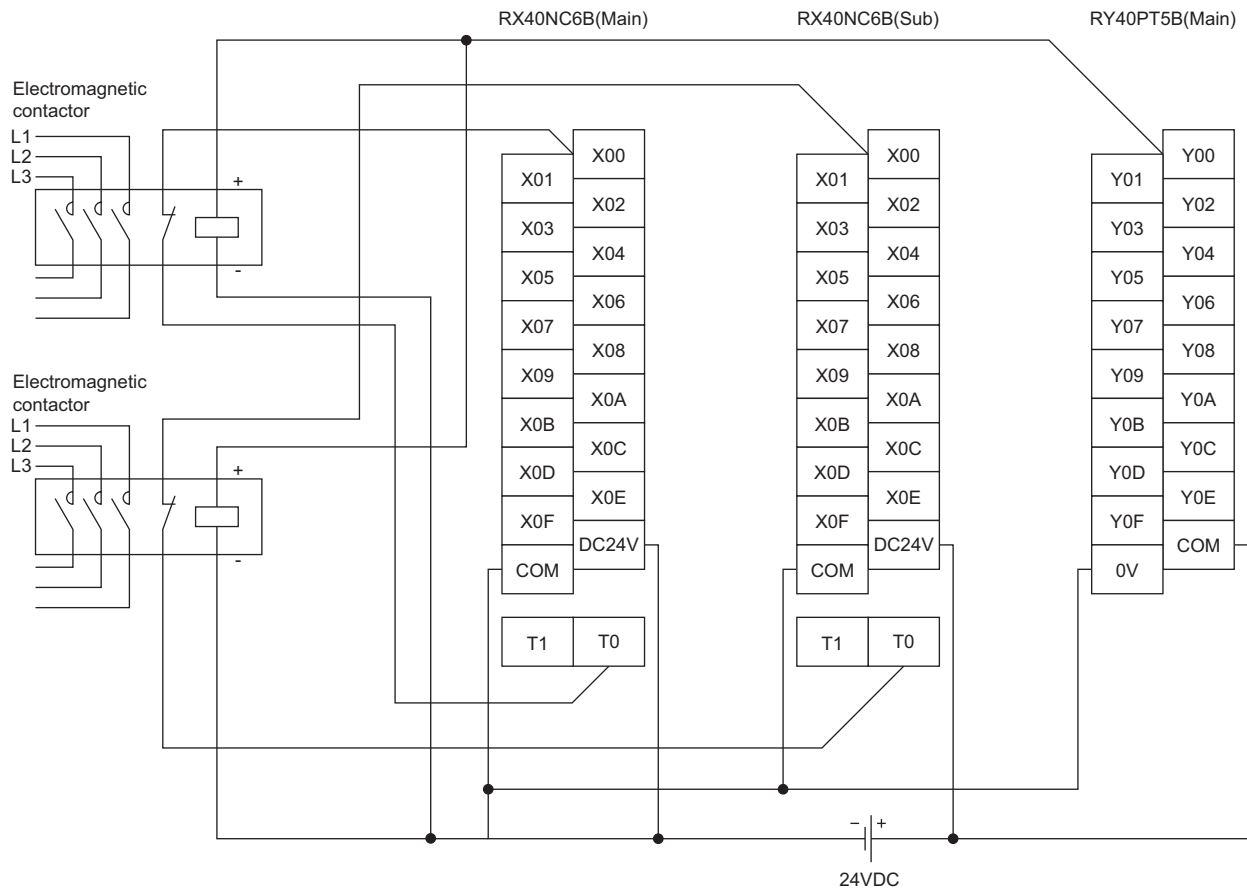 RX40NC6B(Main)
RX40NC6B(Sub)
RY40PT5B(Main)
Electromagnetic
contactor
L1
L2
L3
+
-
Electromagnetic
contactor
L1
L2
L3
+
-
X00
X01
X02
X03
X04
X05
X06
X07
X08
X09
X0A
X0B
X0C
X0D
X0E
X0F
DC24V
COM
T1 T0
X00
X01
X02
X03
X04
X05
X06
X07
X08
X09
X0A
X0B
X0C
X0D
X0E
X0F
DC24V
COM
T1 T0
Y00
Y01
Y02
Y03
Y04
Y05
Y06
Y07
Y08
Y09
Y0A
Y0B
Y0C
Y0D
Y0E
Y0F
COM
0V
− +
24VDC